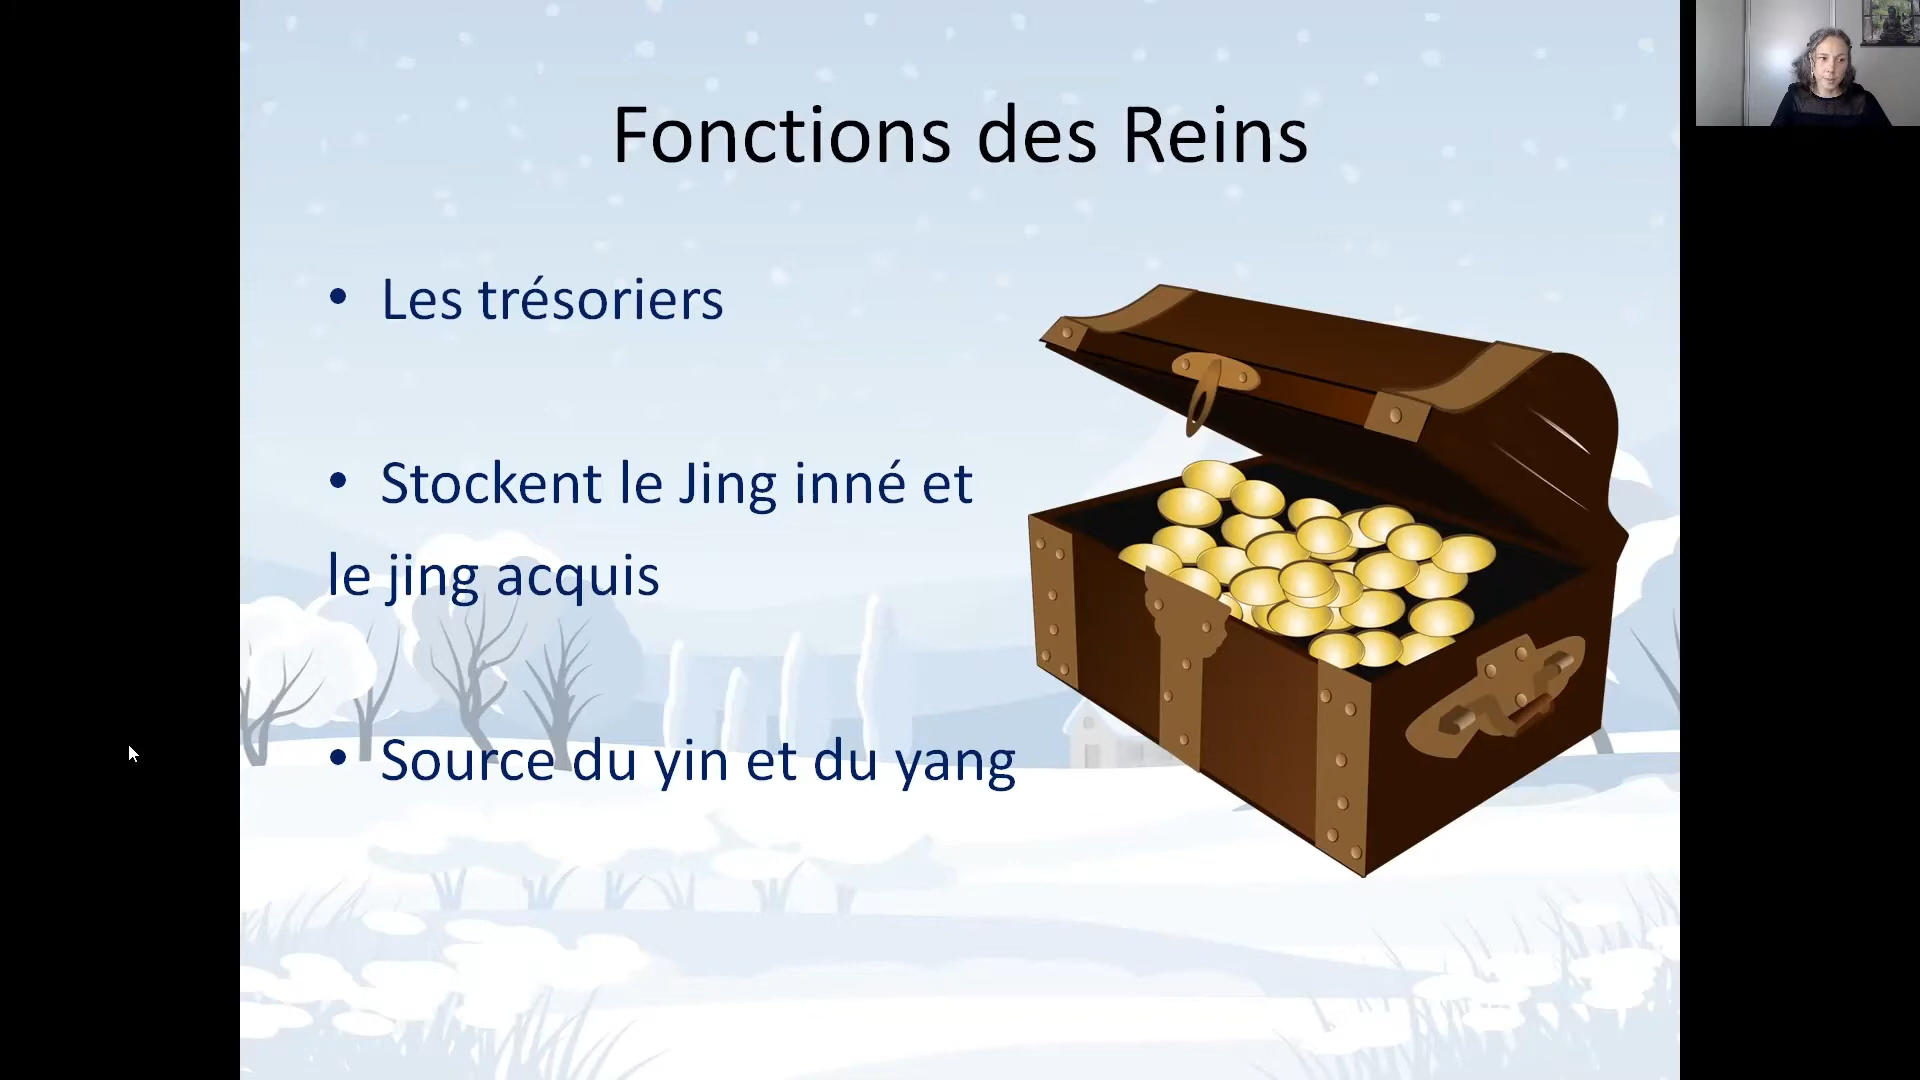 Fonctions des Reins
• Les trésoriers
• Stockent le Jing inné et
le jing acquis
• Source du yin et du yang